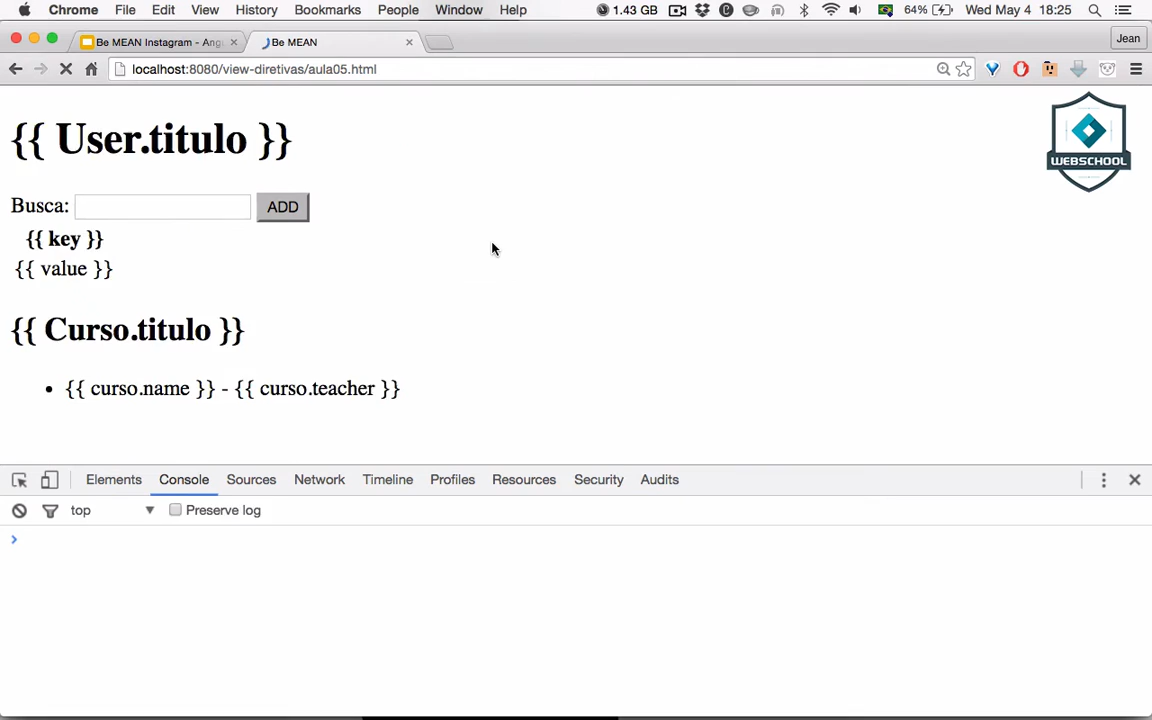 Chrome File Edit View History Bookmarks People Window Help 1.43 GB 64% Wed May 4 18:25
Be MEAN Instagram - Ang Be MEAN Jean
localhost:8080/view-diretivas/aula05.html
WEBSCHOOL
{{ User.titulo }}
Busca: ADD
{{ key }}
{{ value }}
{{ Curso.titulo }}
• {{ curso.name }} - {{ curso.teacher }}
Elements Console Sources Network Timeline Profiles Resources Security Audits
top Preserve log